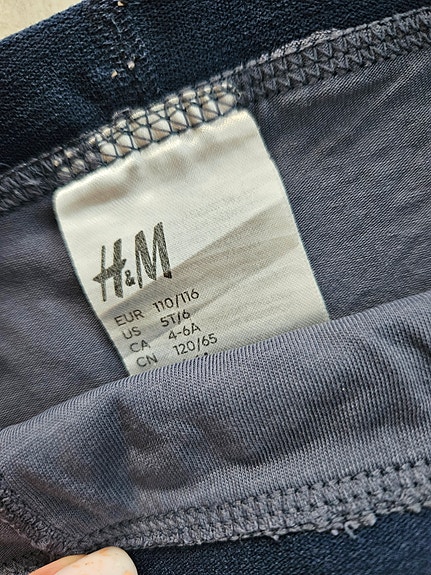 H&M
EUR 110/116
US 5T/6
CA 4-6A
CN 120/65